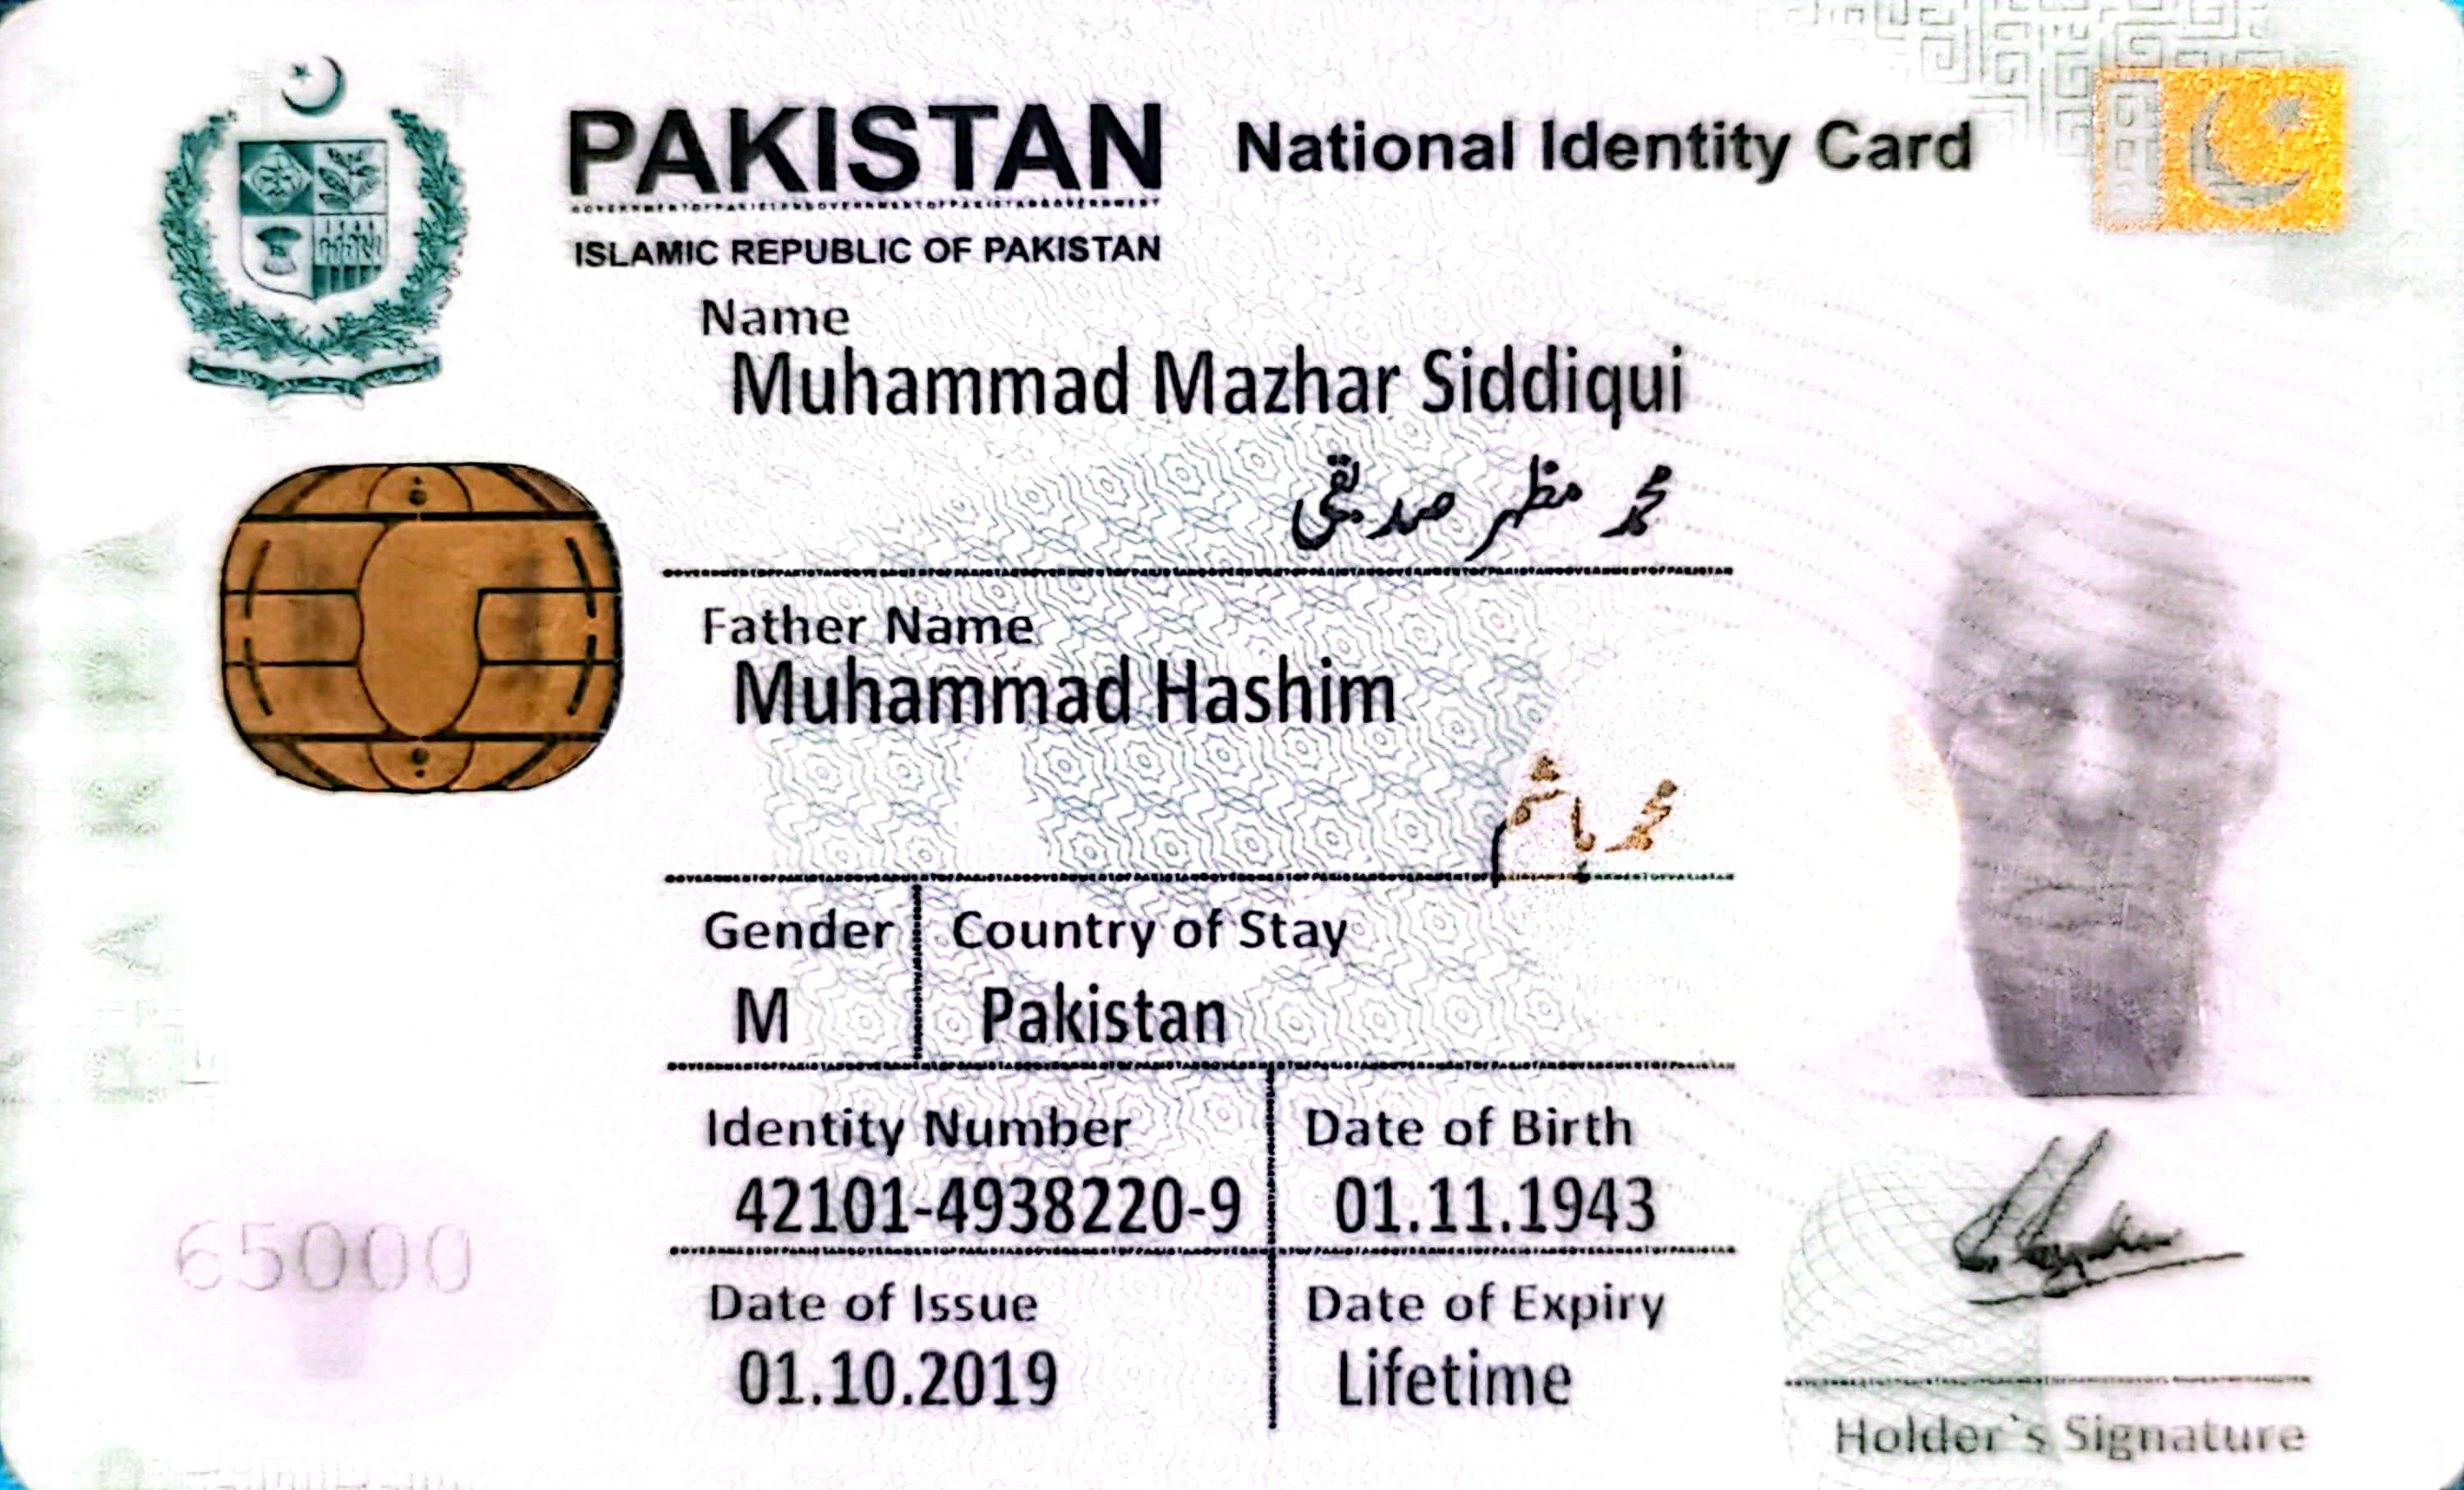 PAKISTAN National Identity Card
ISLAMIC REPUBLIC OF PAKISTAN
Name
Muhammad Mazhar Siddiqui
محمد مظہر صدیقی
Father Name
Muhammad Hashim
محمد ہاشم
Gender Country of Stay
M Pakistan
Identity Number Date of Birth
42101-4938220-9 01.11.1943
Date of Issue Date of Expiry
01.10.2019 Lifetime
65000
Holder`s Signature